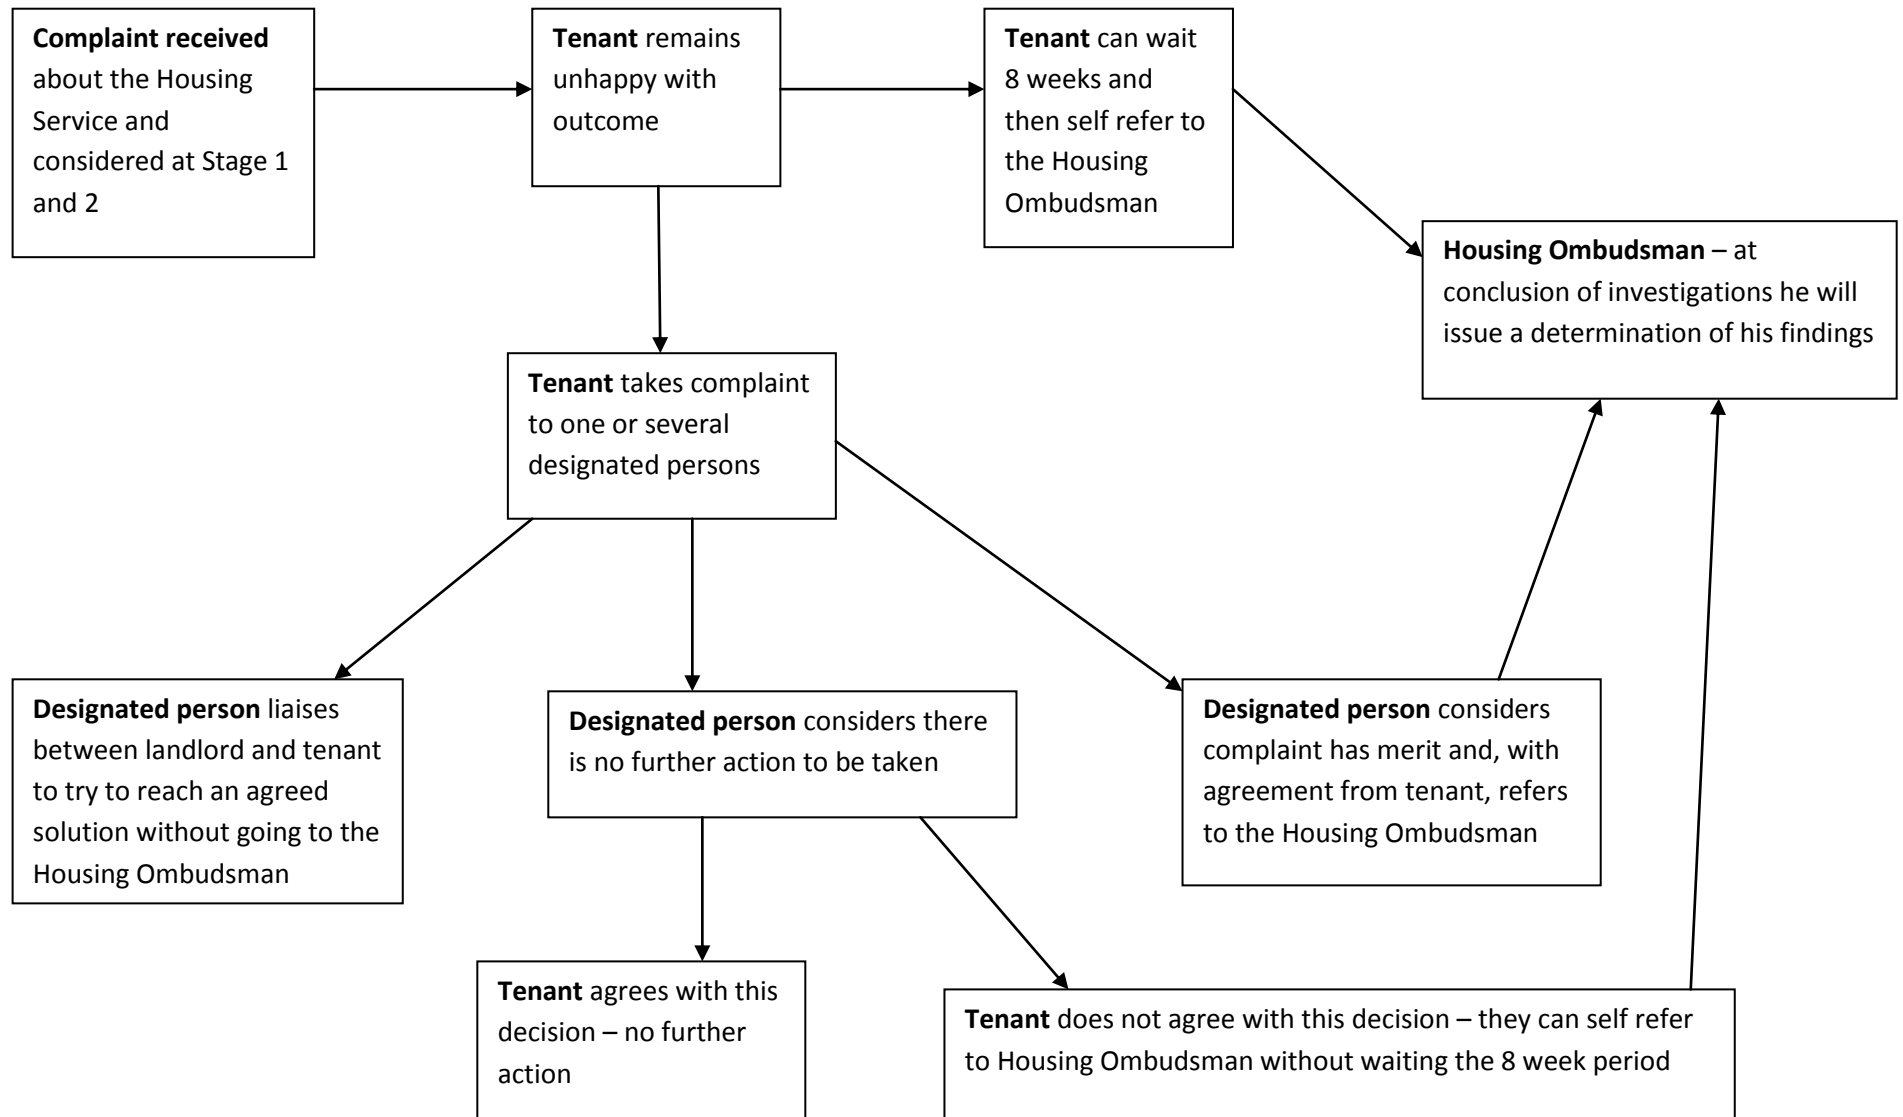 Complaint received
about the Housing
Service and
considered at Stage 1
and 2
Tenant remains
unhappy with
outcome
Tenant can wait
8 weeks and
then self refer to
the Housing
Ombudsman
Housing Ombudsman – at
conclusion of investigations he will
issue a determination of his findings
Tenant takes complaint
to one or several
designated persons
Designated person liaises
between landlord and tenant
to try to reach an agreed
solution without going to the
Housing Ombudsman
Designated person considers there
is no further action to be taken
Designated person considers
complaint has merit and, with
agreement from tenant, refers
to the Housing Ombudsman
Tenant agrees with this
decision – no further
action
Tenant does not agree with this decision – they can self refer
to Housing Ombudsman without waiting the 8 week period